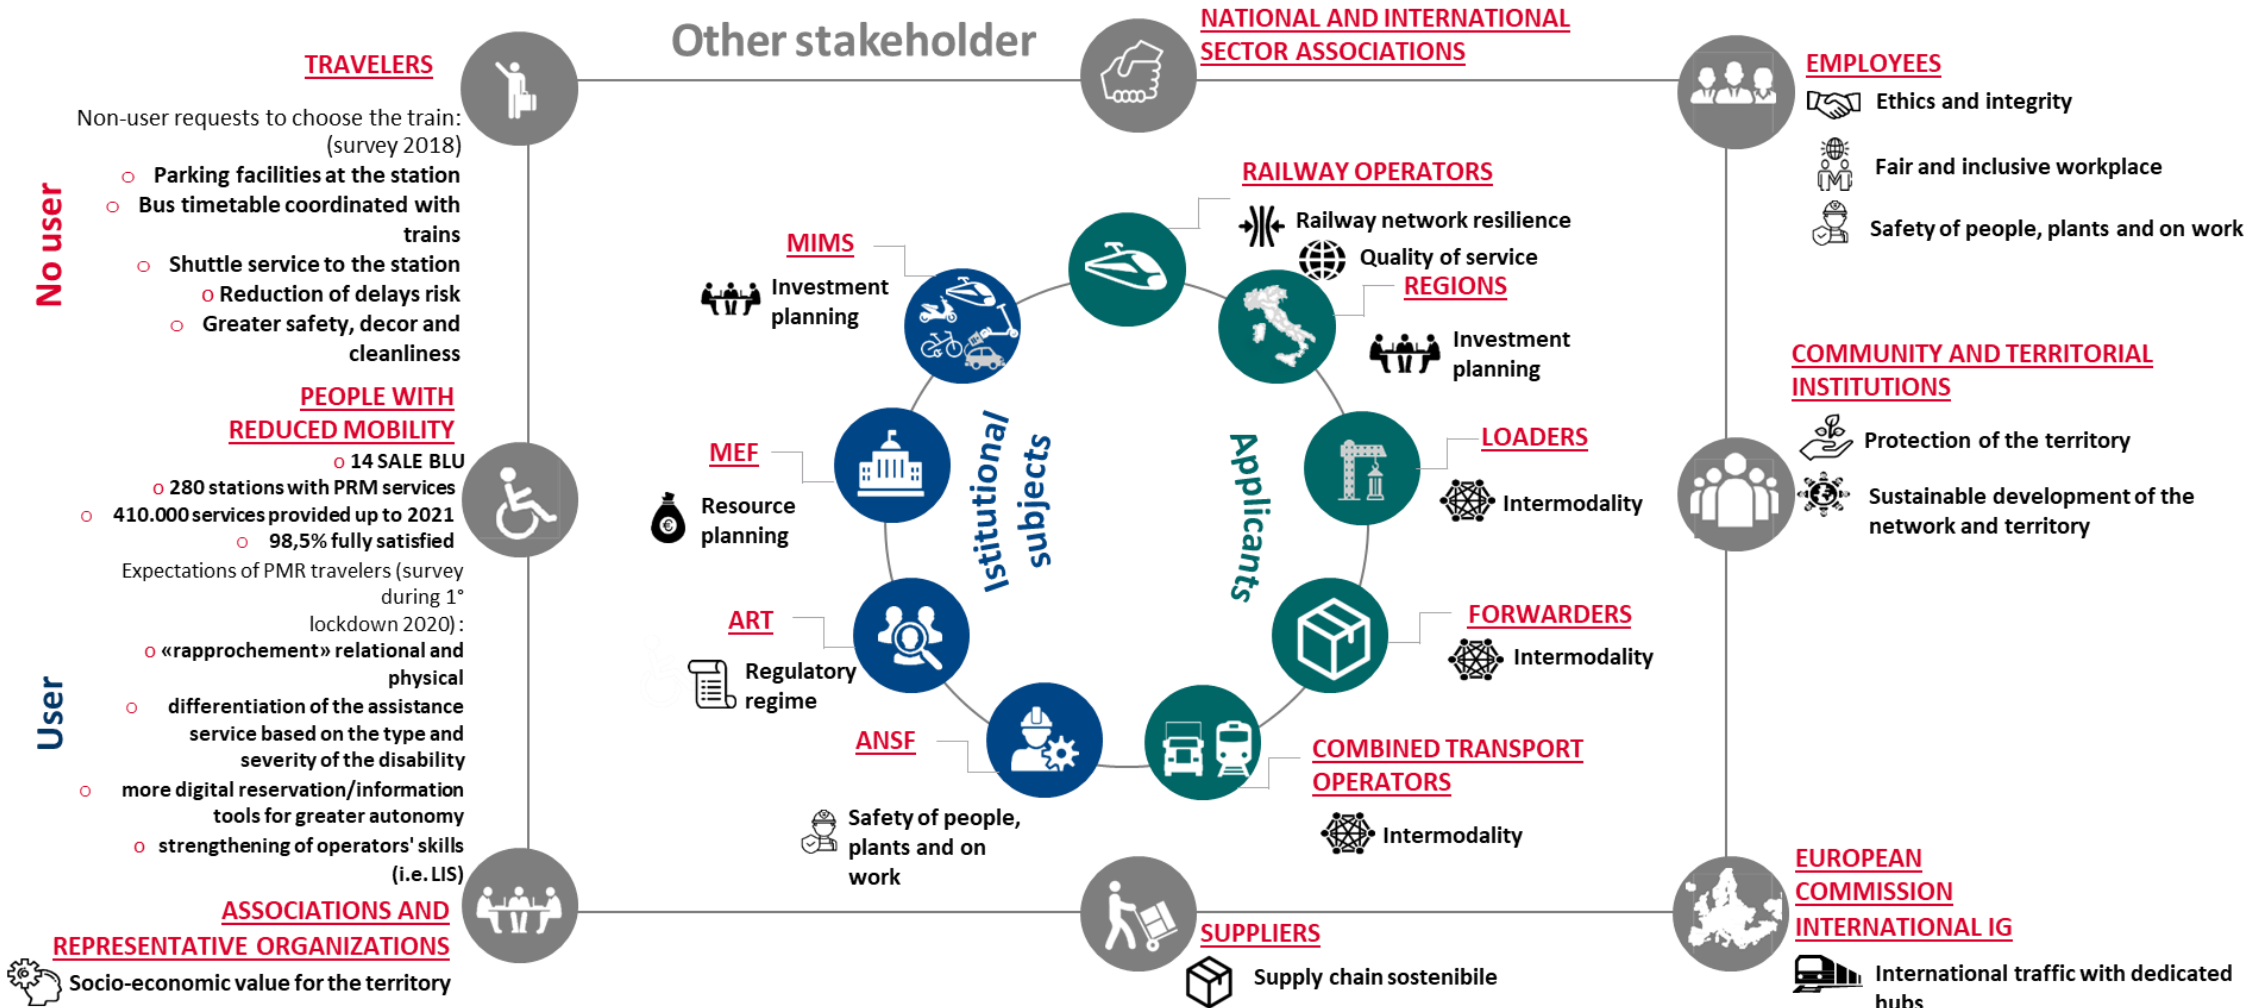 Other stakeholder
TRAVELERS
Non-user requests to choose the train:
(survey 2018)
o Parking facilities at the station
o Bus timetable coordinated with
trains
o Shuttle service to the station
o Reduction of delays risk
o Greater safety, decor and
cleanliness
No user
PEOPLE WITH
REDUCED MOBILITY
o 14 SALE BLU
o 280 stations with PRM services
o 410.000 services provided up to 2021
o 98,5% fully satisfied
Expectations of PMR travelers (survey
during 1°
lockdown 2020) :
o «rapprochement» relational and
physical
o differentiation of the assistance
service based on the type and
severity of the disability
o more digital reservation/information
tools for greater autonomy
o strengthening of operators' skills
(i.e. LIS)
User
ASSOCIATIONS AND
REPRESENTATIVE ORGANIZATIONS
Socio-economic value for the territory
NATIONAL AND INTERNATIONAL
SECTOR ASSOCIATIONS
MIMS
Investment
planning
MEF
Resource
planning
ART
Regulatory
regime
ANSF
Safety of people,
plants and on
work
Istitutional
subjects
Applicants
RAILWAY OPERATORS
Railway network resilience
Quality of service
REGIONS
Investment
planning
LOADERS
Intermodality
FORWARDERS
Intermodality
COMBINED TRANSPORT
OPERATORS
Intermodality
SUPPLIERS
Supply chain sostenibile
EMPLOYEES
Ethics and integrity
Fair and inclusive workplace
Safety of people, plants and on work
COMMUNITY AND TERRITORIAL
INSTITUTIONS
Protection of the territory
Sustainable development of the
network and territory
EUROPEAN
COMMISSION
INTERNATIONAL IG
International traffic with dedicated
hubs